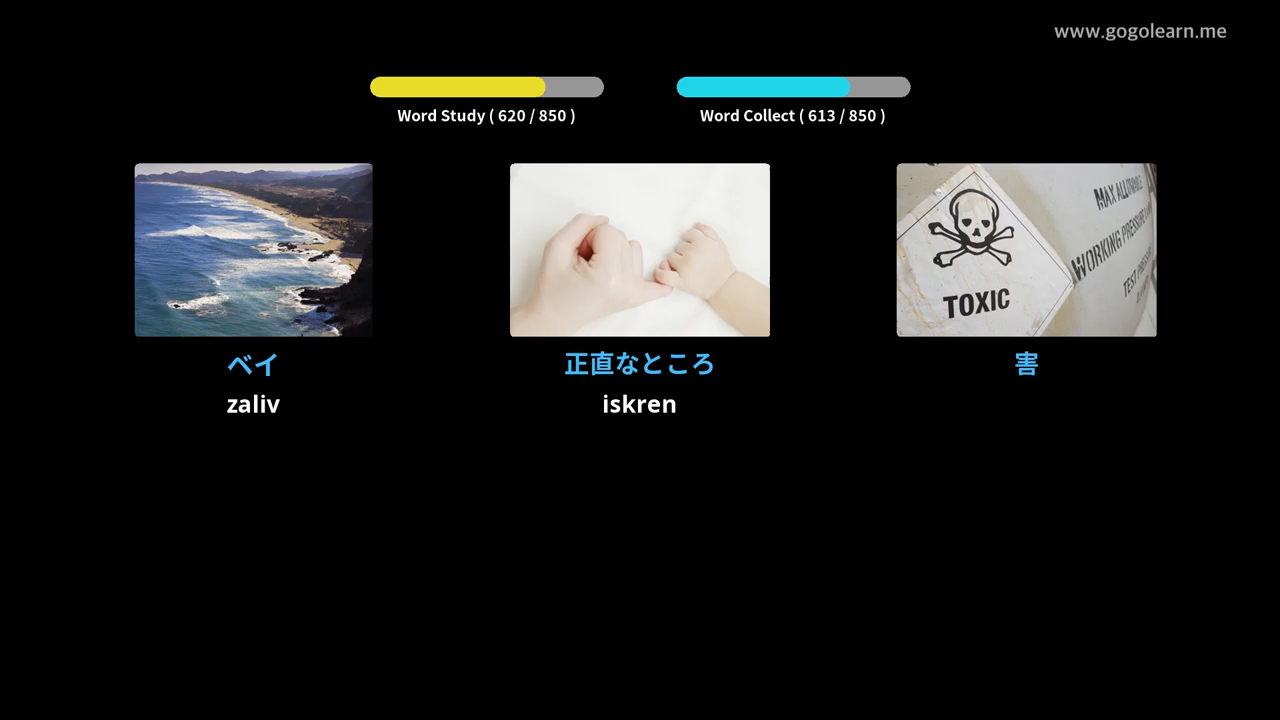 www.gogolearn.me
Word Study ( 620 / 850 )
Word Collect ( 613 / 850 )
TOXIC
MAX ALLOWABLE
WORKING PRESSURE
TEST
ベイ
正直なところ
害
zaliv
iskren